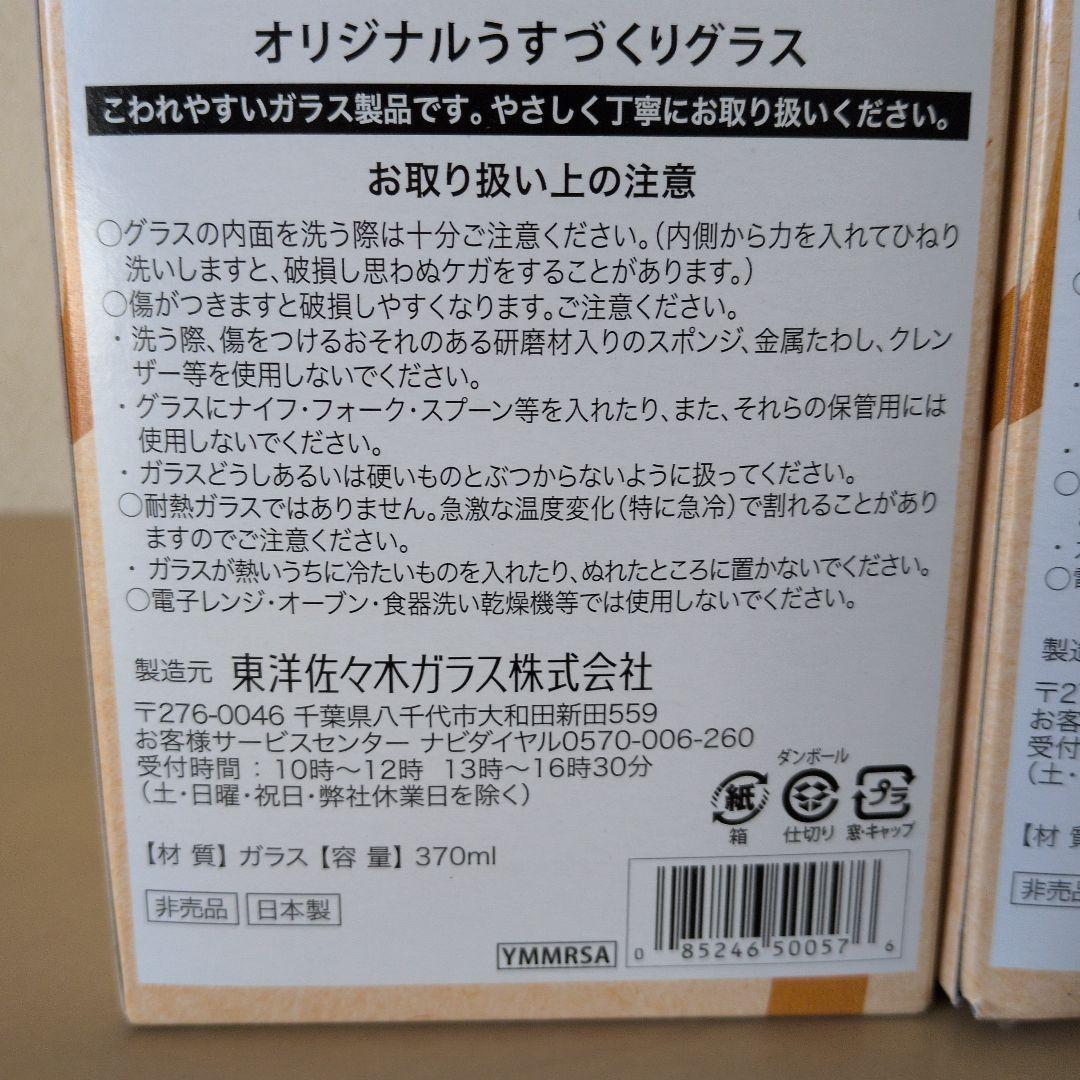 オリジナルうすづくりグラス
こわれやすいガラス製品です。やさしく丁寧にお取り扱いください。
お取り扱い上の注意
○グラスの内面を洗う際は十分ご注意ください。(内側から力を入れてひねり
洗いしますと、破損し思わぬケガをすることがあります。)
○傷がつきますと破損しやすくなります。ご注意ください。
・洗う際、傷をつけるおそれのある研磨材入りのスポンジ、金属たわし、クレン
ザー等を使用しないでください。
・グラスにナイフ・フォーク・スプーン等を入れたり、また、それらの保管用には
使用しないでください。
・ガラスどうしあるいは硬いものとぶつからないように扱ってください。
○耐熱ガラスではありません。急激な温度変化(特に急冷)で割れることがあり
ますのでご注意ください。
・ガラスが熱いうちに冷たいものを入れたり、ぬれたところに置かないでください。
○電子レンジ・オーブン・食器洗い乾燥機等では使用しないでください。
製造元 東洋佐々木ガラス株式会社
〒276-0046 千葉県八千代市大和田新田559
お客様サービスセンター ナビダイヤル0570-006-260
受付時間：10時〜12時 13時〜16時30分
(土・日曜・祝日・弊社休業日を除く)
ダンボール
紙 プラ
箱 仕切り 窓・キャップ
【材 質】ガラス【容 量】370ml
非売品 日本製
YMMRSA
0 85246 50057 6
製造
〒2
お客
受付
(土・
【材 質
非売品